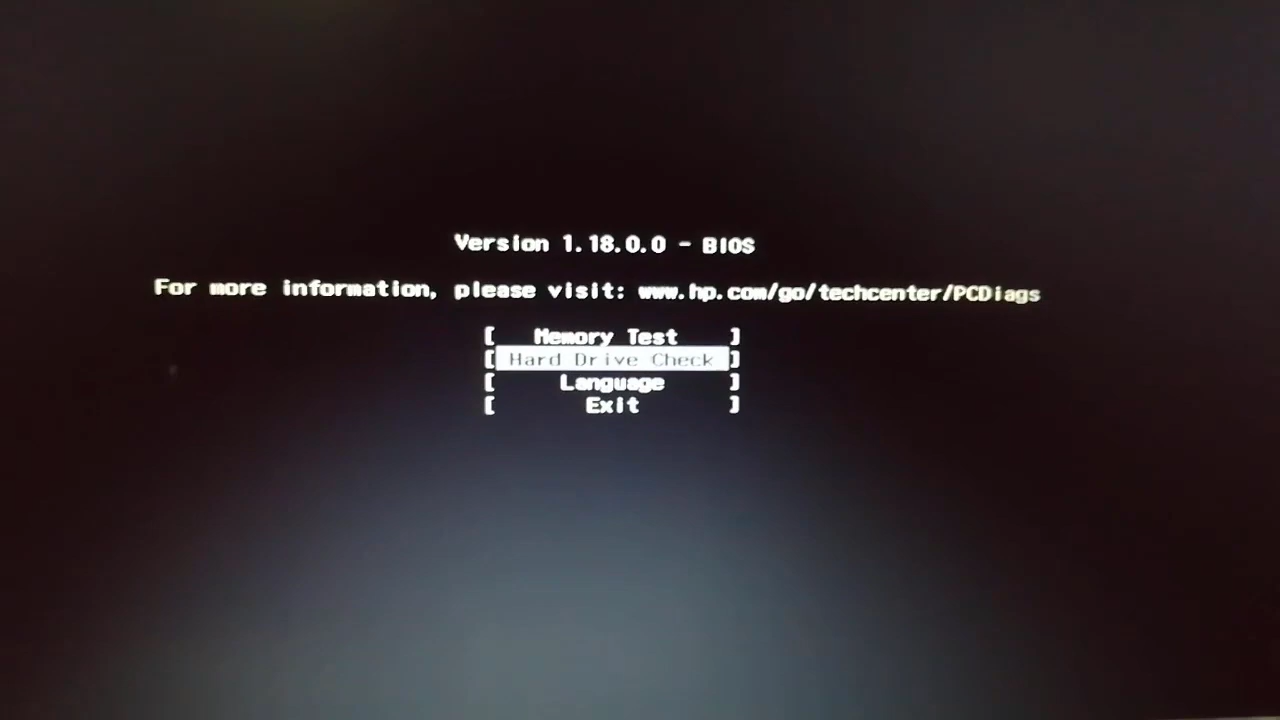 Version 1.18.0.0 - BIOS
For more information, please visit: www.hp.com/go/techcenter/PCDiags
[ Memory Test ]
[ Hard Drive Check ]
[ Language ]
[ Exit ]